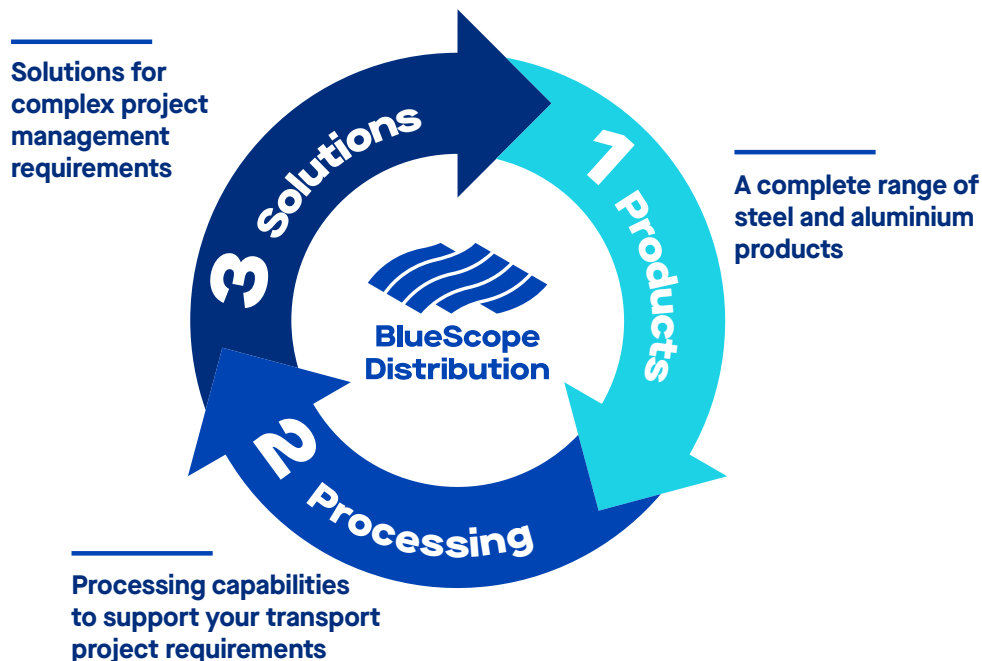 Solutions for
complex project
management
requirements
3 Solutions
1 Products
A complete range of
steel and aluminium
products
BlueScope
Distribution
2 Processing
Processing capabilities
to support your transport
project requirements